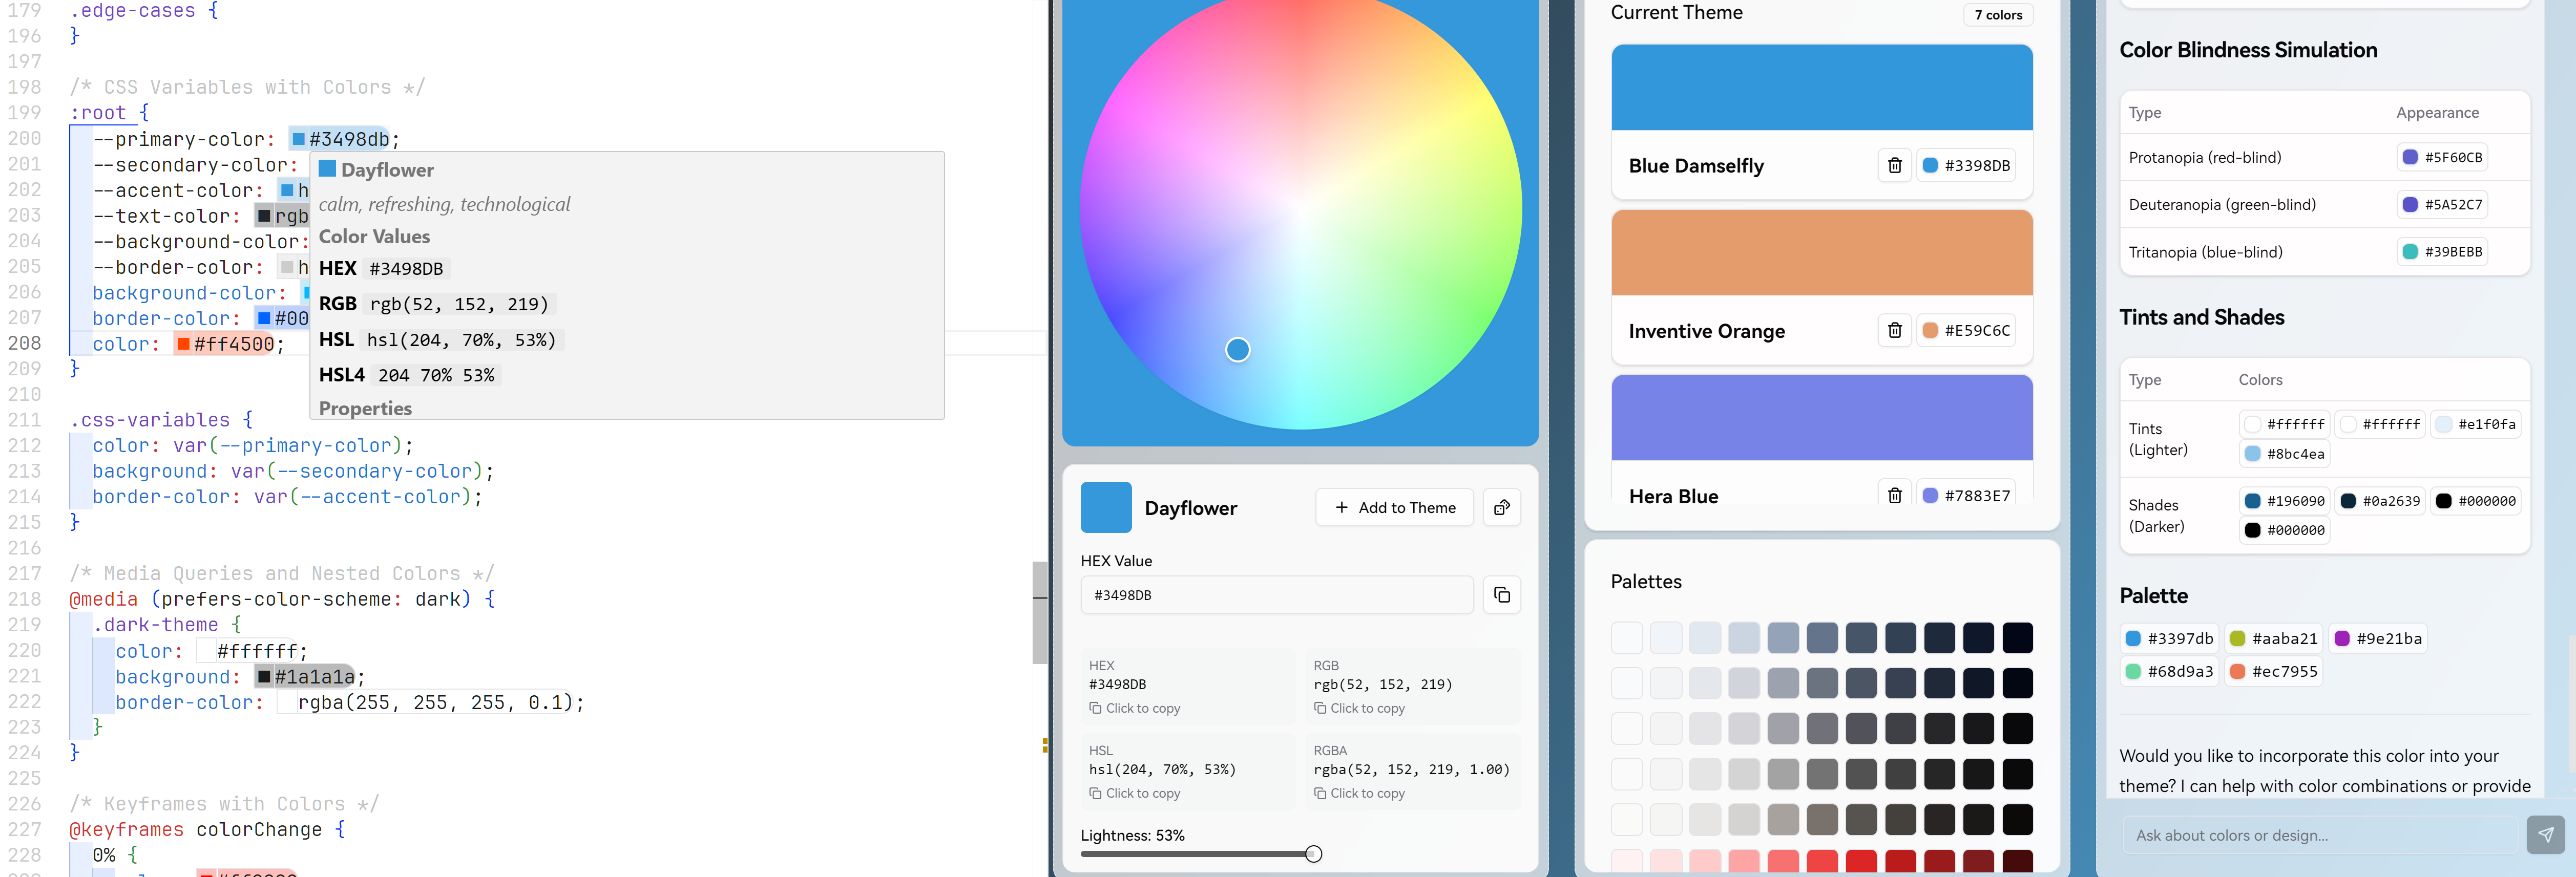 179 .edge-cases {
196 }
197
198 /* CSS Variables with Colors */
199 :root {
200 --primary-color: #3498db;
201 --secondary-color:
202 --accent-color: h
203 --text-color: rgb
204 --background-color:
205 --border-color: h
206 background-color:
207 border-color: #00
208 color: #ff4500;
209 }
210
211 .css-variables {
212 color: var(--primary-color);
213 background: var(--secondary-color);
214 border-color: var(--accent-color);
215 }
216
217 /* Media Queries and Nested Colors */
218 @media (prefers-color-scheme: dark) {
219 .dark-theme {
220 color: #ffffff;
221 background: #1a1a1a;
222 border-color: rgba(255, 255, 255, 0.1);
223 }
224 }
225
226 /* Keyframes with Colors */
227 @keyframes colorChange {
228 0% {
Dayflower
calm, refreshing, technological
Color Values
HEX #3498DB
RGB rgb(52, 152, 219)
HSL hsl(204, 70%, 53%)
HSL4 204 70% 53%
Properties
Dayflower
Add to Theme
HEX Value
#3498DB
HEX
#3498DB
Click to copy
RGB
rgb(52, 152, 219)
Click to copy
HSL
hsl(204, 70%, 53%)
Click to copy
RGBA
rgba(52, 152, 219, 1.00)
Click to copy
Lightness: 53%
Current Theme
7 colors
Blue Damselfly
#3398DB
Inventive Orange
#E59C6C
Hera Blue
#7883E7
Palettes
Color Blindness Simulation
Type Appearance
Protanopia (red-blind) #5F60CB
Deuteranopia (green-blind) #5A52C7
Tritanopia (blue-blind) #39BEBB
Tints and Shades
Type Colors
Tints
(Lighter)
#ffffff #ffffff #e1f0fa
#8bc4ea
Shades
(Darker)
#196090 #0a2639 #000000
#000000
Palette
#3397db #aaba21 #9e21ba
#68d9a3 #ec7955
Would you like to incorporate this color into your
theme? I can help with color combinations or provide
Ask about colors or design...